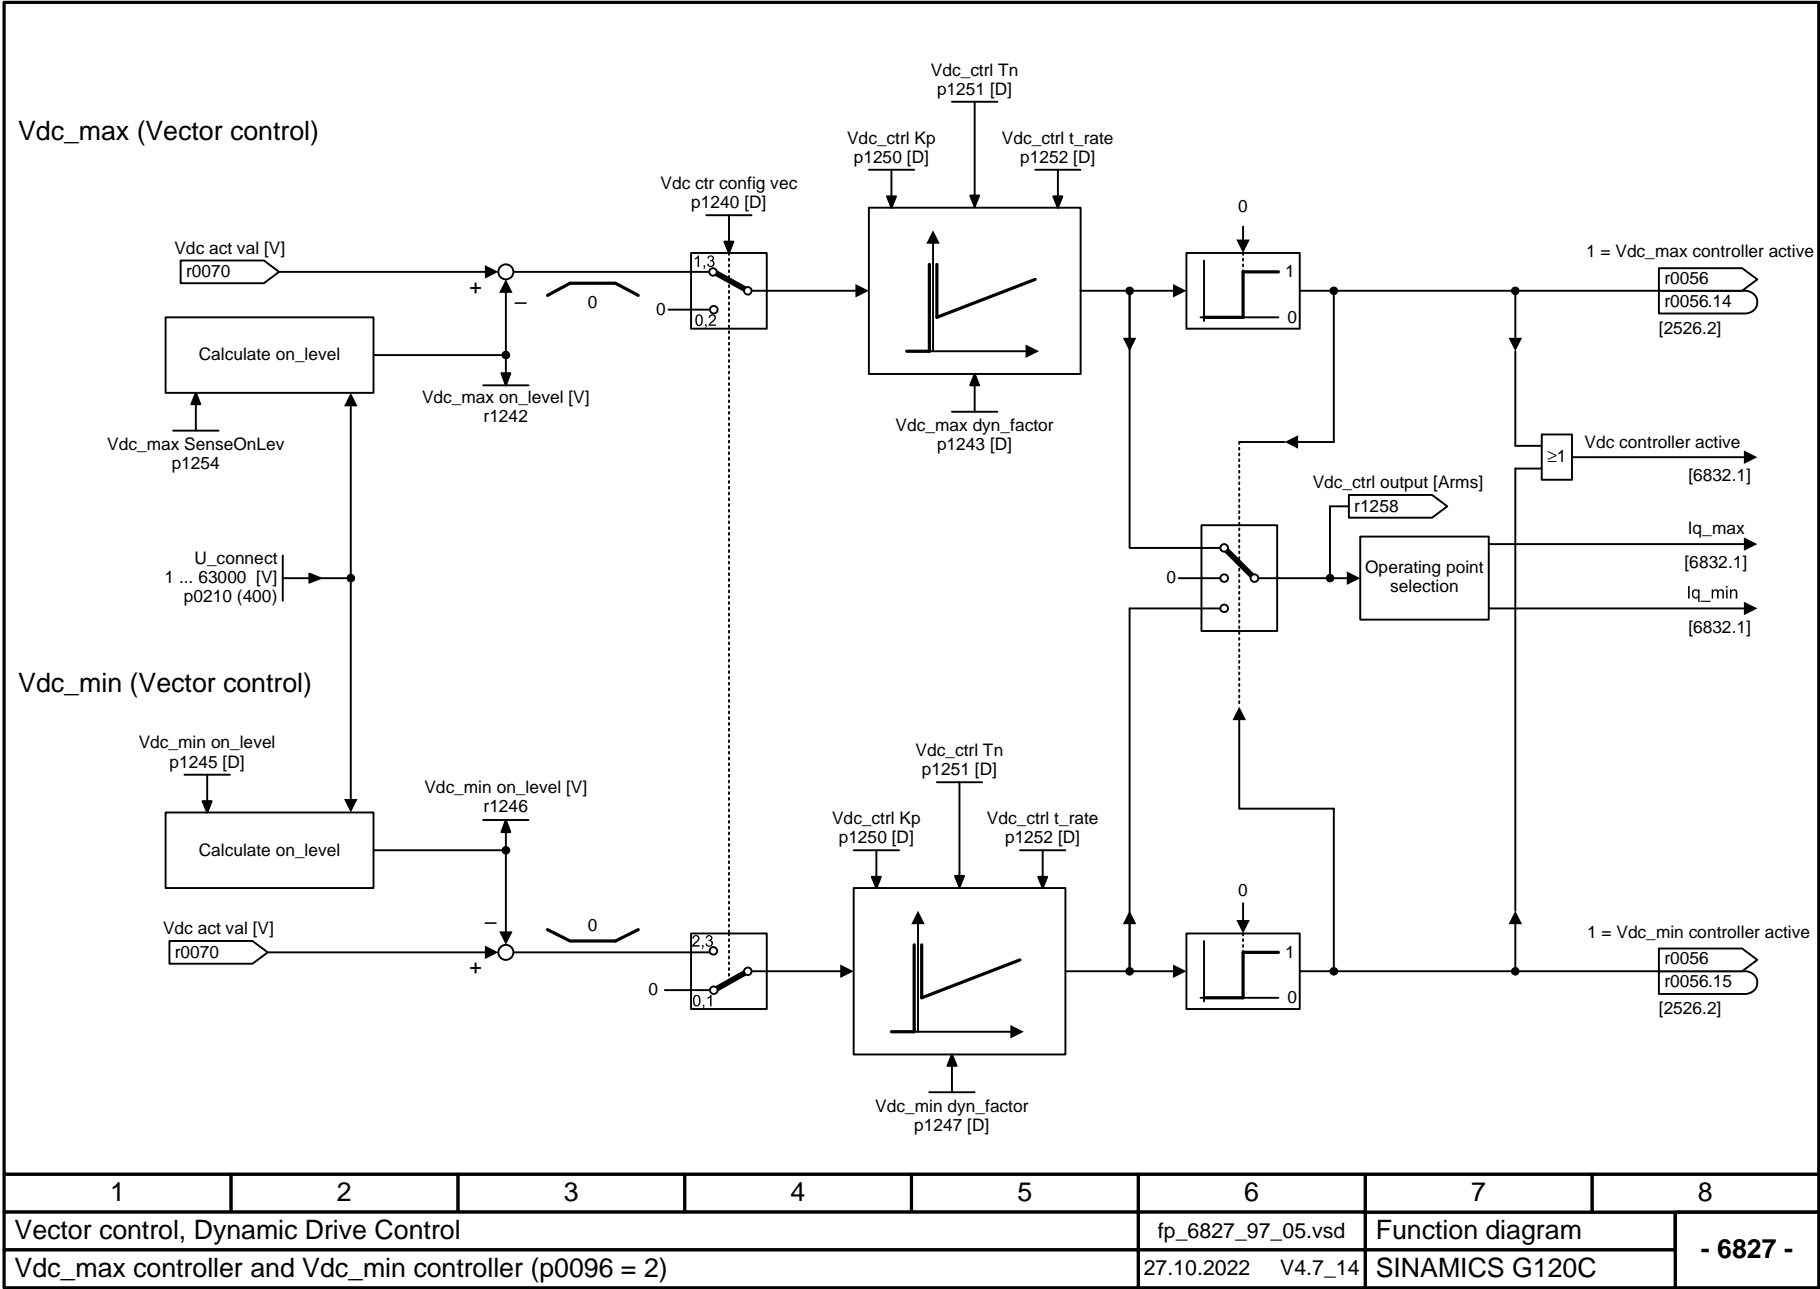 Vdc_max (Vector control)
Vdc_ctrl Tn
p1251 [D]
Vdc_ctrl Kp
p1250 [D]
Vdc_ctrl t_rate
p1252 [D]
Vdc ctr config vec
p1240 [D]
0
Vdc act val [V]
r0070
+
–
0
1,3
0
0,2
1
0
1 = Vdc_max controller active
r0056
r0056.14
[2526.2]
Calculate on_level
Vdc_max on_level [V]
r1242
Vdc_max SenseOnLev
p1254
Vdc_max dyn_factor
p1243 [D]
≥1
Vdc controller active
[6832.1]
Vdc_ctrl output [Arms]
r1258
U_connect
1 ... 63000 [V]
p0210 (400)
0
Operating point
selection
Iq_max
[6832.1]
Iq_min
[6832.1]
Vdc_min (Vector control)
Vdc_min on_level
p1245 [D]
Vdc_min on_level [V]
r1246
Vdc_ctrl Tn
p1251 [D]
Vdc_ctrl Kp
p1250 [D]
Vdc_ctrl t_rate
p1252 [D]
Calculate on_level
0
Vdc act val [V]
r0070
–
+
0
2,3
0
0,1
1
0
1 = Vdc_min controller active
r0056
r0056.15
[2526.2]
Vdc_min dyn_factor
p1247 [D]
1 2 3 4 5 6 7 8
Vector control, Dynamic Drive Control
fp_6827_97_05.vsd
Function diagram
- 6827 -
Vdc_max controller and Vdc_min controller (p0096 = 2)
27.10.2022 V4.7_14
SINAMICS G120C